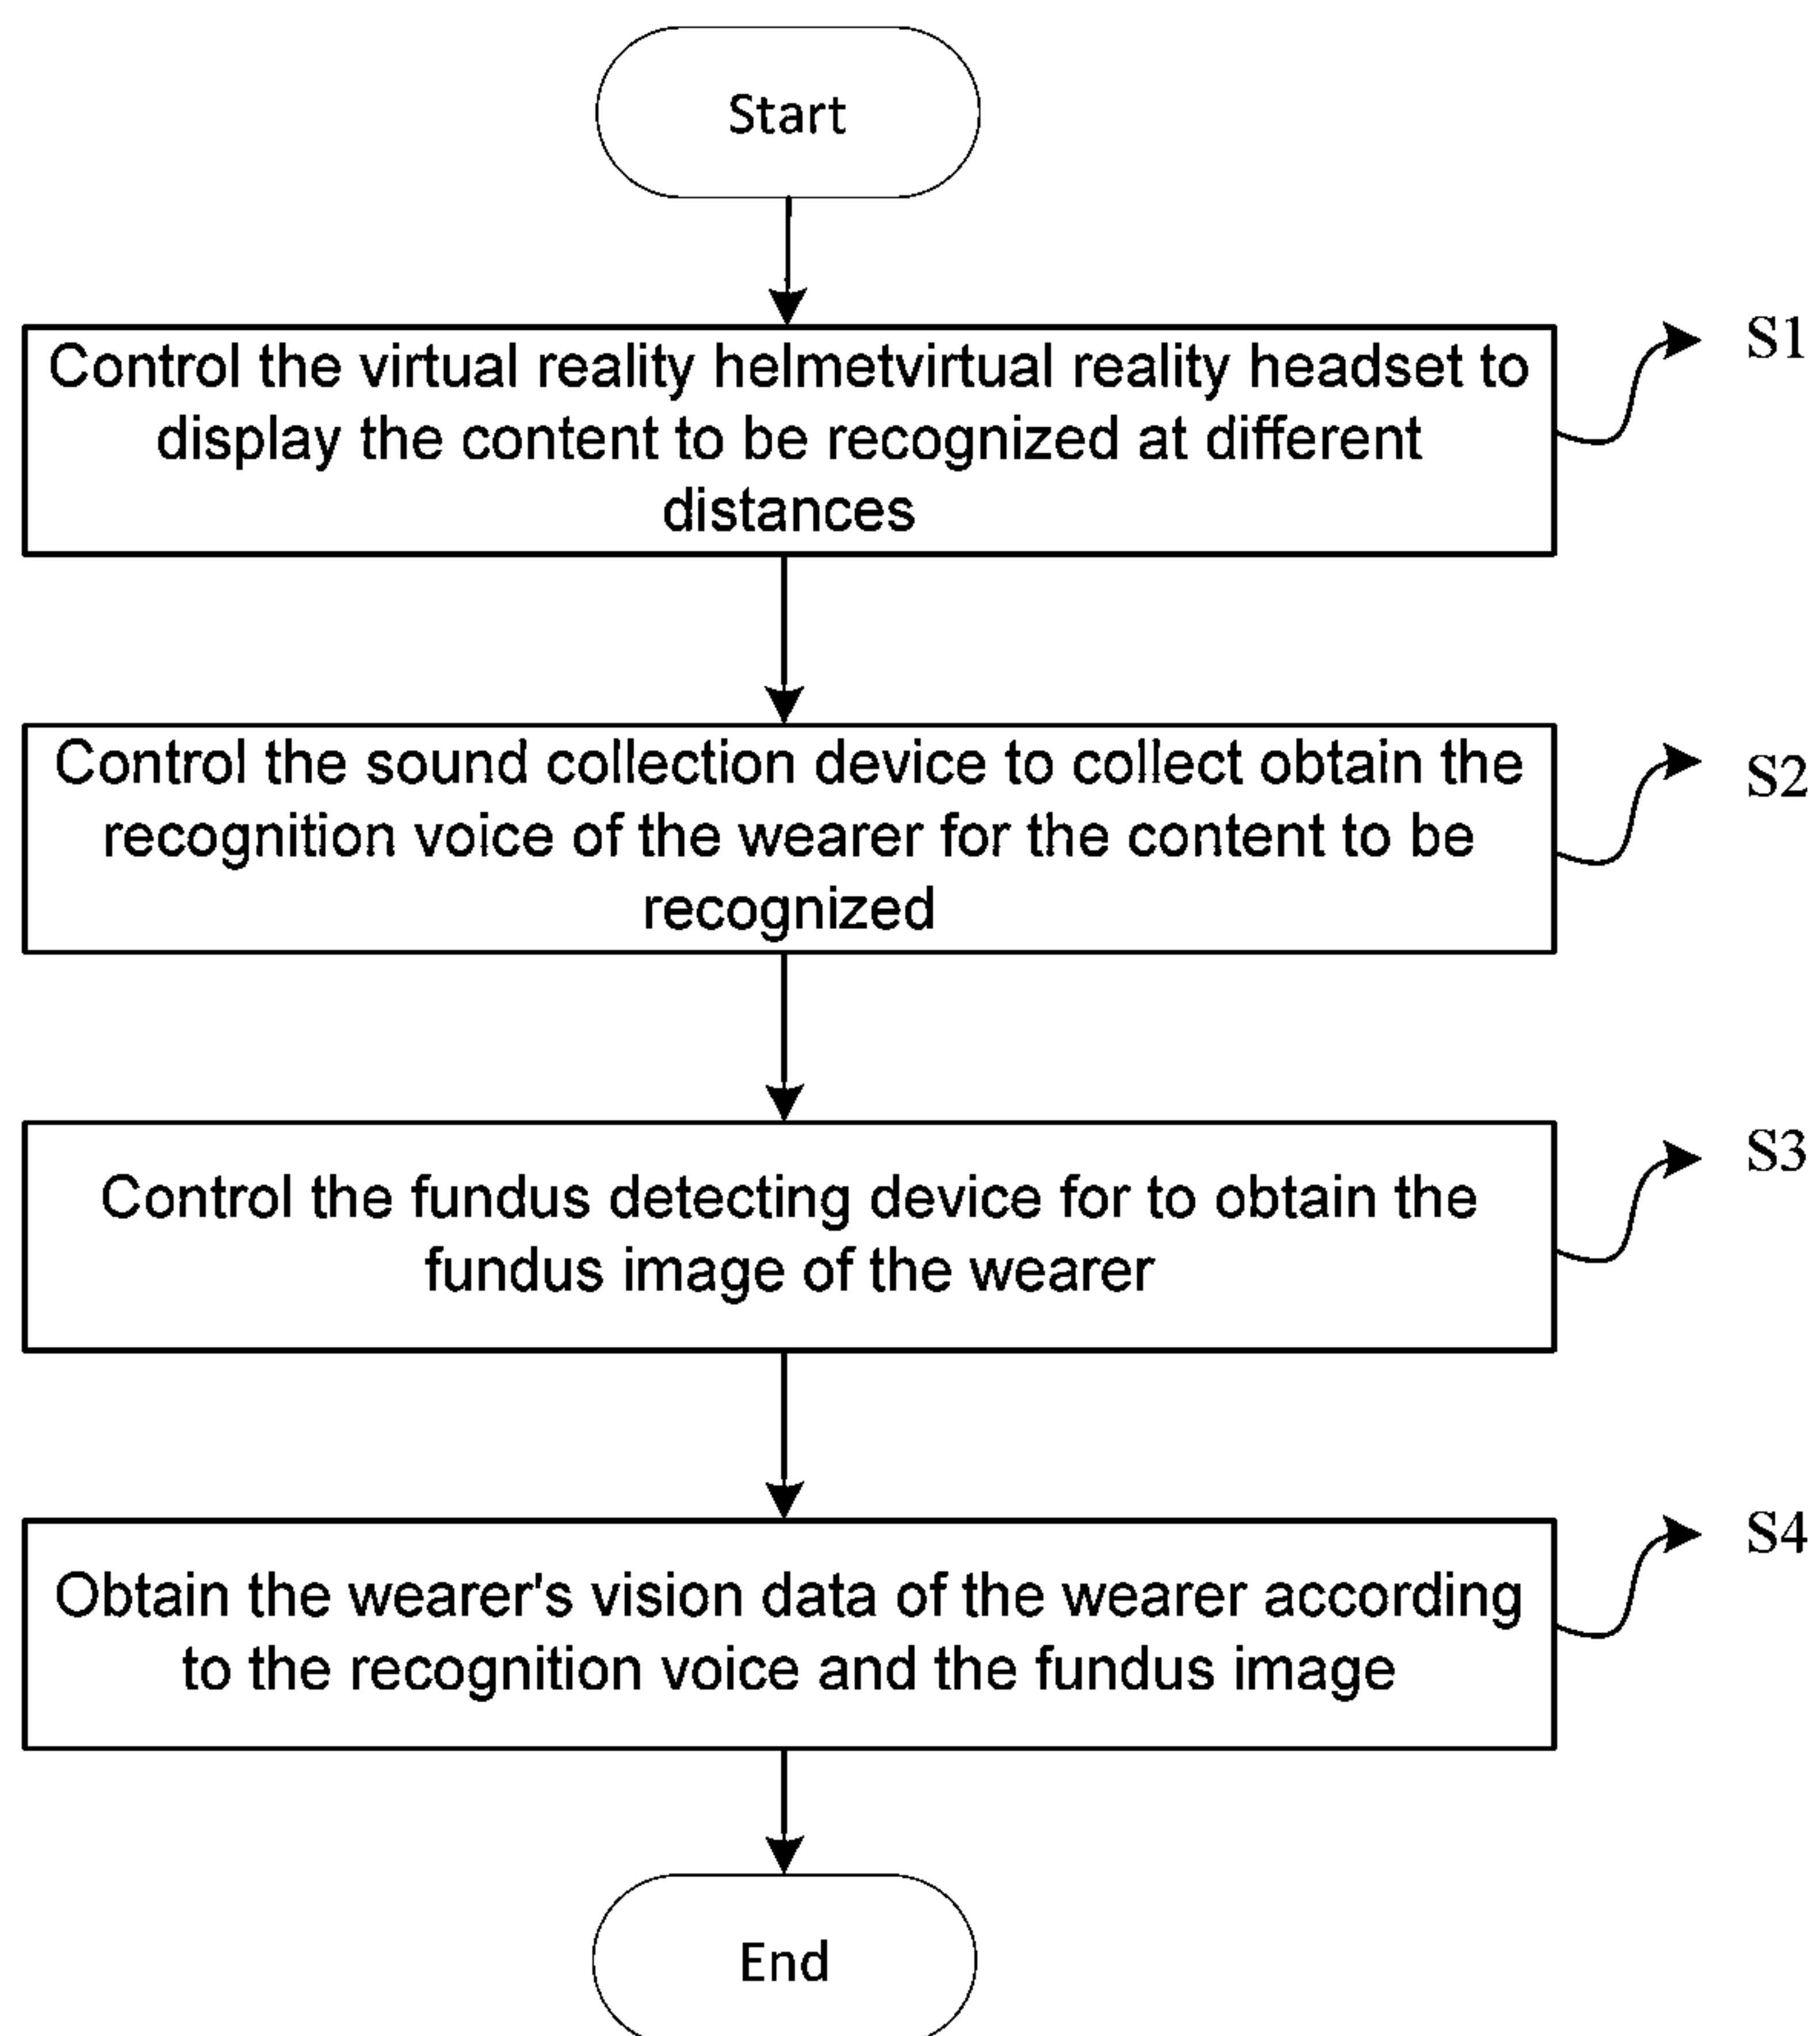 Start
Control the virtual reality helmetvirtual reality headset to
display the content to be recognized at different
distances
S1
Control the sound collection device to collect obtain the
recognition voice of the wearer for the content to be
recognized
S2
Control the fundus detecting device for to obtain the
fundus image of the wearer
S3
Obtain the wearer's vision data of the wearer according
to the recognition voice and the fundus image
S4
End